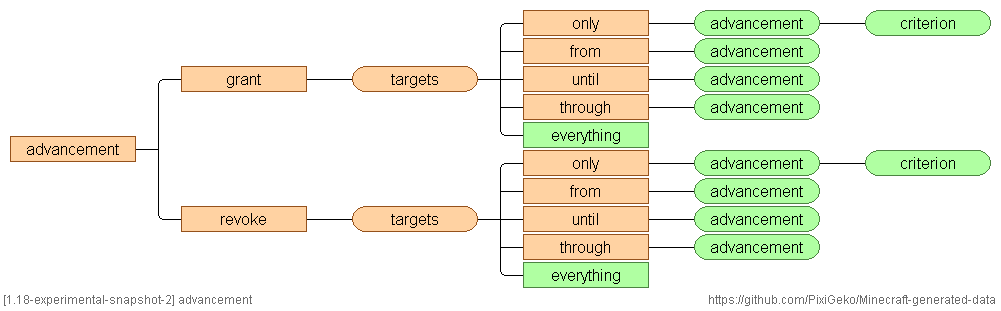 only advancement criterion
from advancement
grant targets until advancement
through advancement
everything
advancement
only advancement criterion
from advancement
revoke targets until advancement
through advancement
everything
[1.18-experimental-snapshot-2] advancement https://github.com/PixiGeko/Minecraft-generated-data